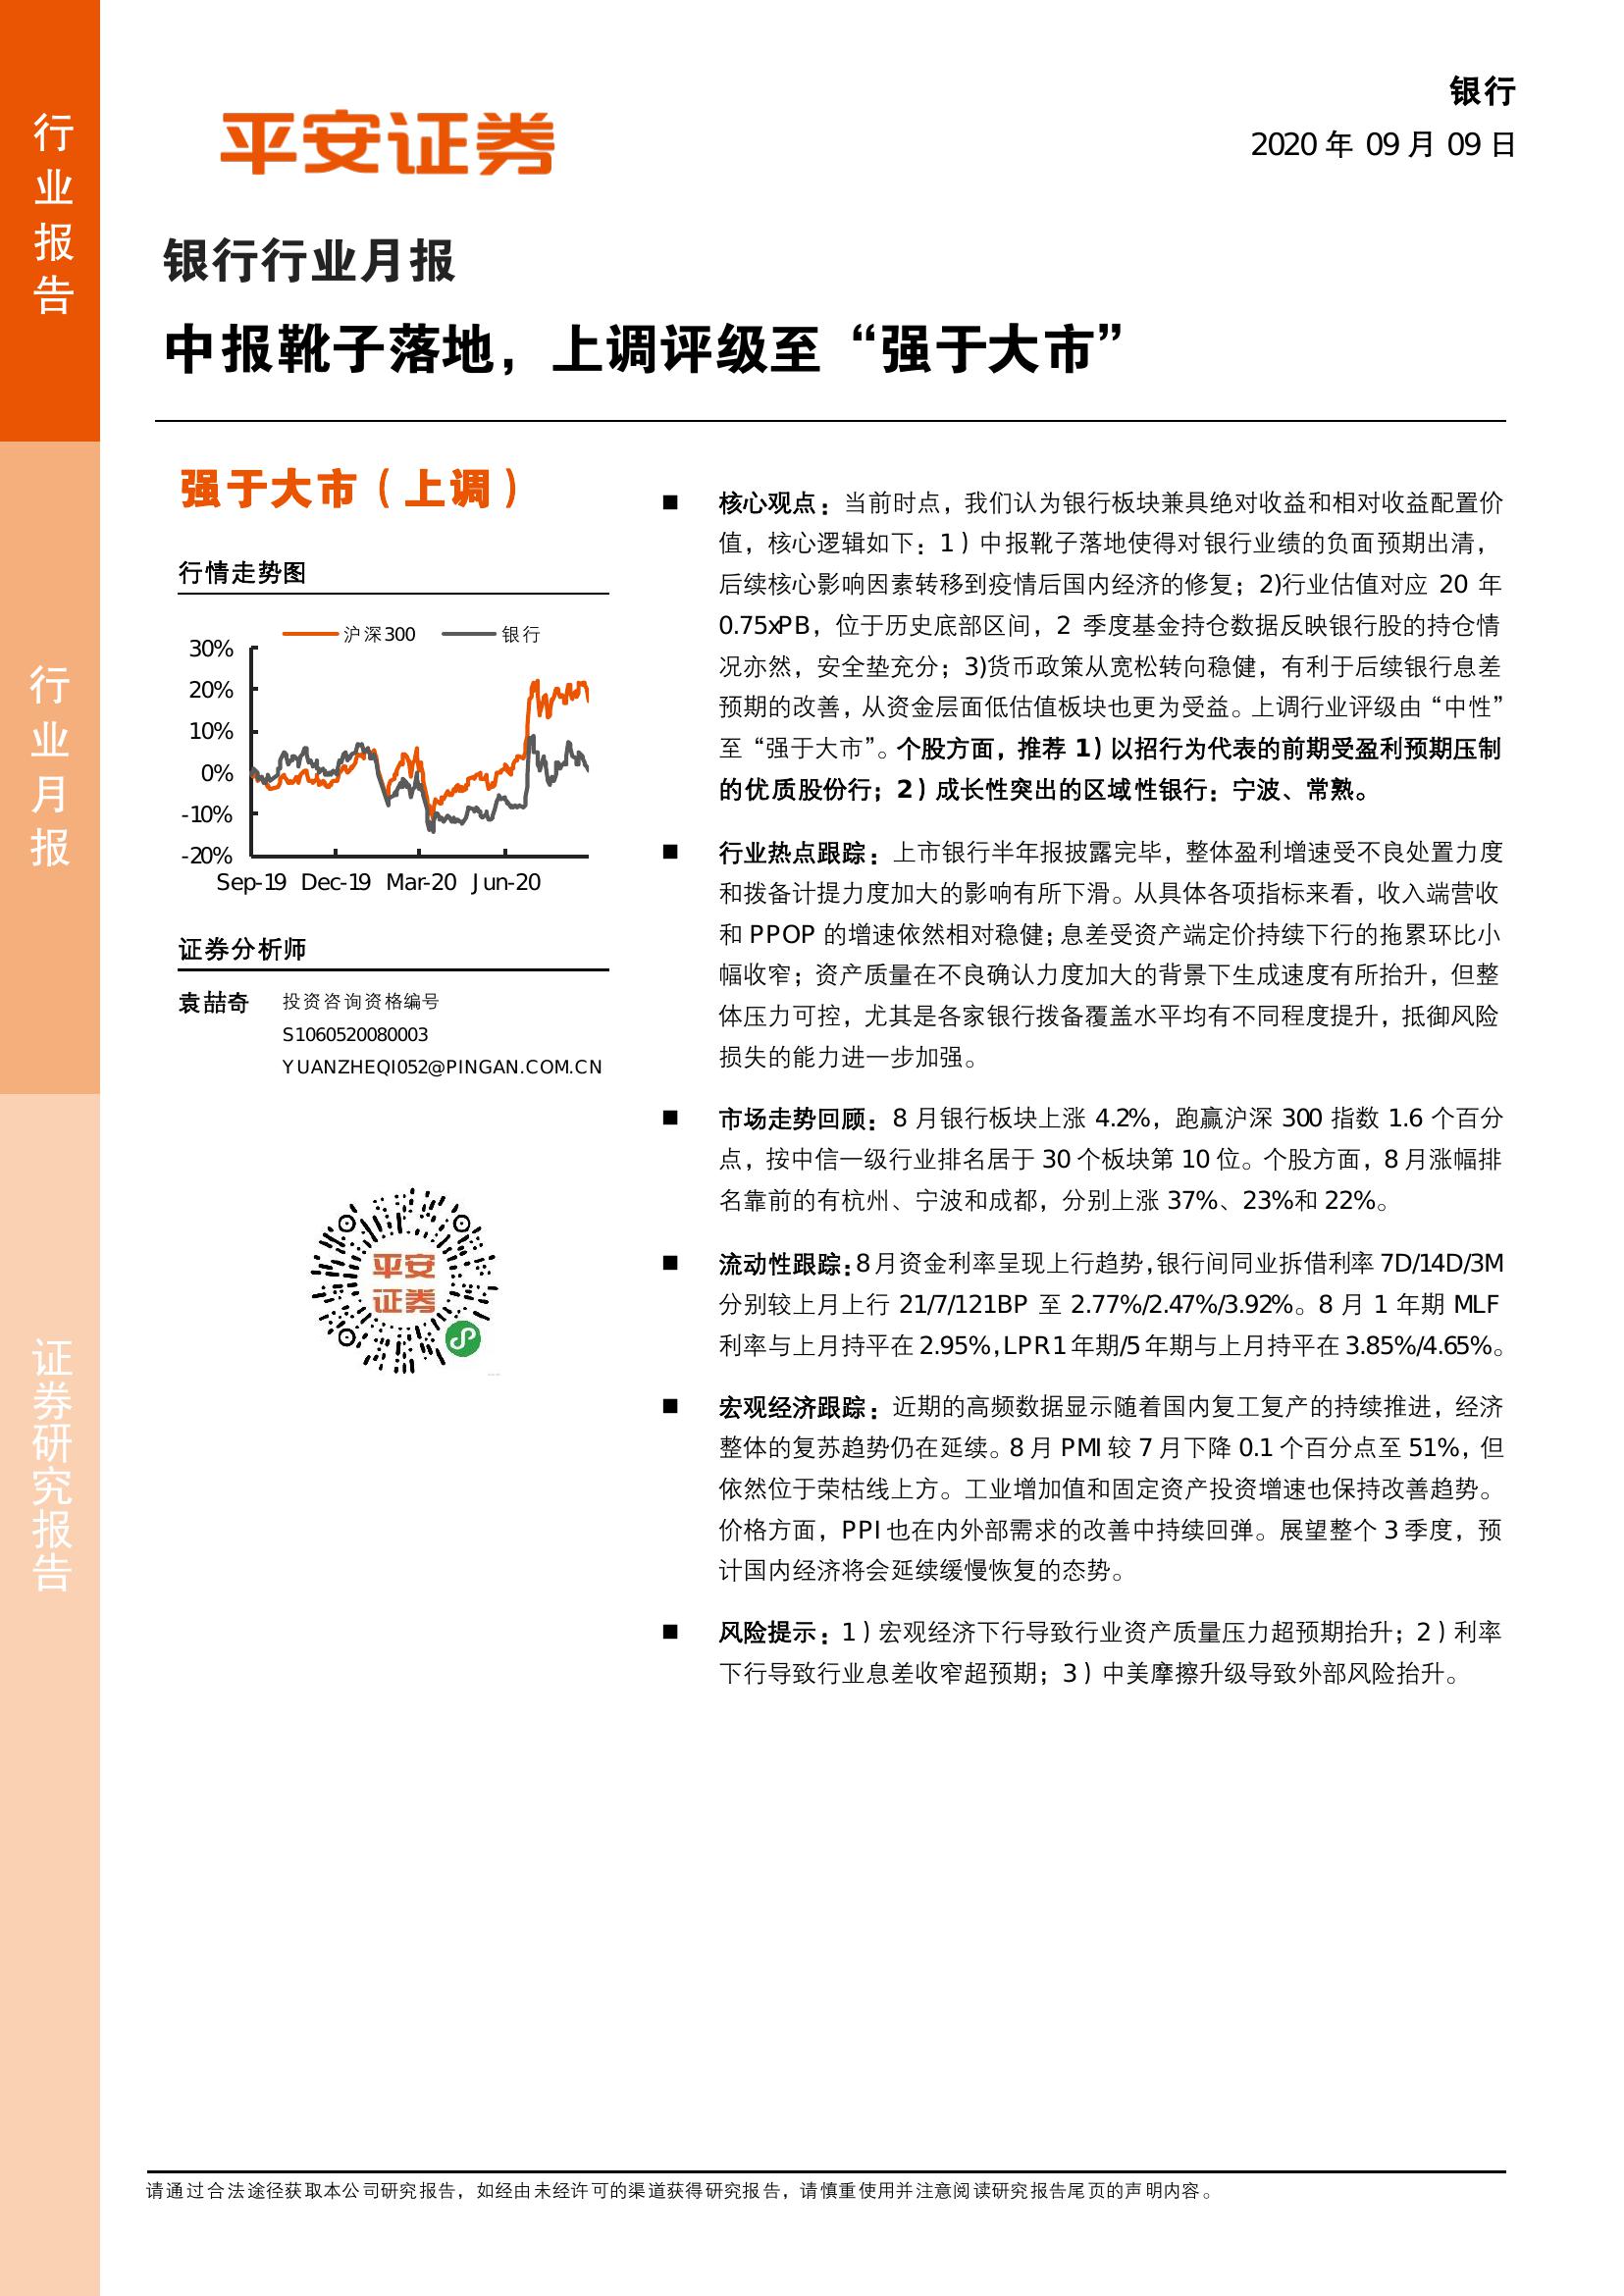 银行
2020 年 09 月 09 日
平安证券
行业报告
行业月报
证券研究报告
银行行业月报
中报靴子落地，上调评级至“强于大市”
强于大市（上调）
行情走势图
沪深300 银行
30%
20%
10%
0%
-10%
-20%
Sep-19 Dec-19 Mar-20 Jun-20
证券分析师
袁喆奇 投资咨询资格编号
S1060520080003
YUANZHEQI052@PINGAN.COM.CN
平安
证券
■ 核心观点：当前时点，我们认为银行板块兼具绝对收益和相对收益配置价
值，核心逻辑如下：1）中报靴子落地使得对银行业绩的负面预期出清，
后续核心影响因素转移到疫情后国内经济的修复；2)行业估值对应 20 年
0.75xPB，位于历史底部区间，2 季度基金持仓数据反映银行股的持仓情
况亦然，安全垫充分；3)货币政策从宽松转向稳健，有利于后续银行息差
预期的改善，从资金层面低估值板块也更为受益。上调行业评级由“中性”
至“强于大市”。个股方面，推荐 1）以招行为代表的前期受盈利预期压制
的优质股份行；2）成长性突出的区域性银行：宁波、常熟。
■ 行业热点跟踪：上市银行半年报披露完毕，整体盈利增速受不良处置力度
和拨备计提力度加大的影响有所下滑。从具体各项指标来看，收入端营收
和 PPOP 的增速依然相对稳健；息差受资产端定价持续下行的拖累环比小
幅收窄；资产质量在不良确认力度加大的背景下生成速度有所抬升，但整
体压力可控，尤其是各家银行拨备覆盖水平均有不同程度提升，抵御风险
损失的能力进一步加强。
■ 市场走势回顾：8 月银行板块上涨 4.2%，跑赢沪深 300 指数 1.6 个百分
点，按中信一级行业排名居于 30 个板块第 10 位。个股方面，8 月涨幅排
名靠前的有杭州、宁波和成都，分别上涨 37%、23%和 22%。
■ 流动性跟踪：8 月资金利率呈现上行趋势，银行间同业拆借利率 7D/14D/3M
分别较上月上行 21/7/121BP 至 2.77%/2.47%/3.92%。8 月 1 年期 MLF
利率与上月持平在 2.95%，LPR1 年期/5 年期与上月持平在 3.85%/4.65%。
■ 宏观经济跟踪：近期的高频数据显示随着国内复工复产的持续推进，经济
整体的复苏趋势仍在延续。8 月 PMI 较 7 月下降 0.1 个百分点至 51%，但
依然位于荣枯线上方。工业增加值和固定资产投资增速也保持改善趋势。
价格方面，PPI 也在内外部需求的改善中持续回弹。展望整个 3 季度，预
计国内经济将会延续缓慢恢复的态势。
■ 风险提示：1）宏观经济下行导致行业资产质量压力超预期抬升；2）利率
下行导致行业息差收窄超预期；3）中美摩擦升级导致外部风险抬升。
请通过合法途径获取本公司研究报告，如经由未经许可的渠道获得研究报告，请慎重使用并注意阅读研究报告尾页的声明内容。